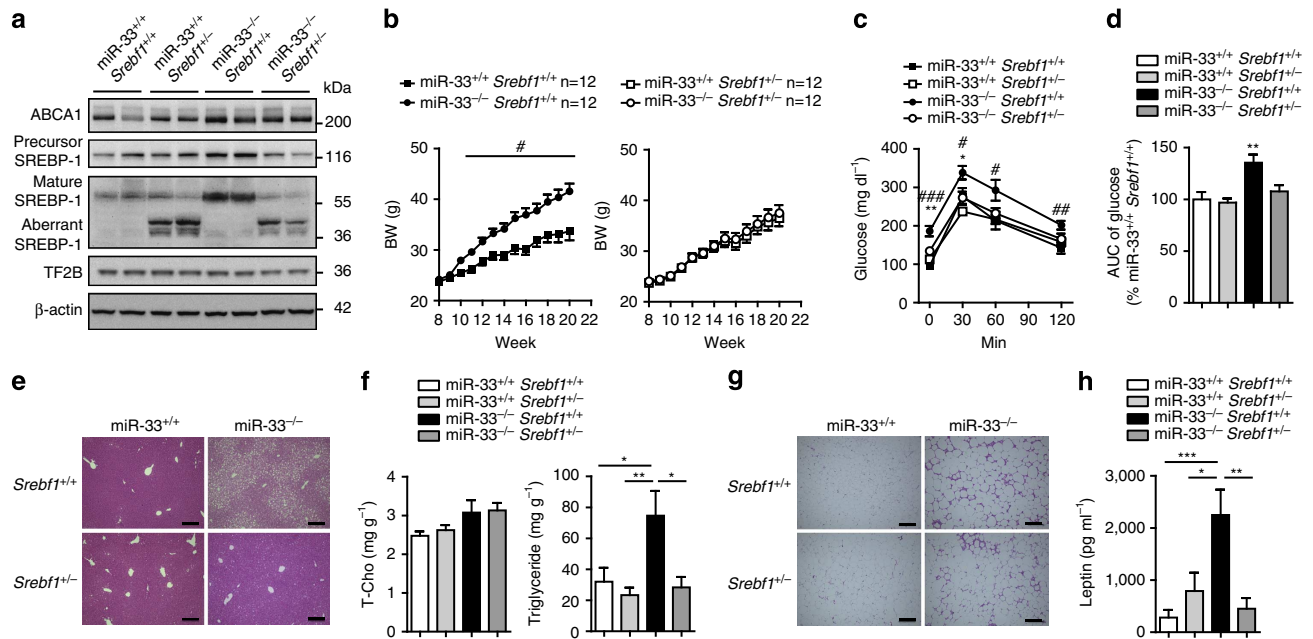 a
miR-33+/+
Srebf1+/+
miR-33+/+
Srebf1+/−
miR-33−/−
Srebf1+/+
miR-33−/−
Srebf1+/−
kDa
ABCA1
200
Precursor
SREBP-1
116
Mature
SREBP-1
55
Aberrant
SREBP-1
36
TF2B
36
β-actin
42
b
miR-33+/+ Srebf1+/+ n=12
miR-33−/− Srebf1+/+ n=12
miR-33+/+ Srebf1+/− n=12
miR-33−/− Srebf1+/− n=12
BW (g)
50
40
30
20
#
8 10 12 14 16 18 20 22
Week
BW (g)
50
40
30
20
8 10 12 14 16 18 20 22
Week
c
miR-33+/+ Srebf1+/+
miR-33+/+ Srebf1+/−
miR-33−/− Srebf1+/+
miR-33−/− Srebf1+/−
Glucose (mg dl−1)
400
300
200
100
0
###
**
#
*
#
##
0 30 60 90 120
Min
d
miR-33+/+ Srebf1+/+
miR-33+/+ Srebf1+/−
miR-33−/− Srebf1+/+
miR-33−/− Srebf1+/−
AUC of glucose
(% miR-33+/+ Srebf1+/+)
150
100
50
0
**
e
miR-33+/+ miR-33−/−
Srebf1+/+
Srebf1+/−
f
miR-33+/+ Srebf1+/+
miR-33+/+ Srebf1+/−
miR-33−/− Srebf1+/+
miR-33−/− Srebf1+/−
T-Cho (mg g−1)
4
3
2
1
0
Triglyceride (mg g−1)
100
80
60
40
20
0
*
** *
g
miR-33+/+ miR-33−/−
Srebf1+/+
Srebf1+/−
h
miR-33+/+ Srebf1+/+
miR-33+/+ Srebf1+/−
miR-33−/− Srebf1+/+
miR-33−/− Srebf1+/−
Leptin (pg ml−1)
3,000
2,000
1,000
0
***
* **